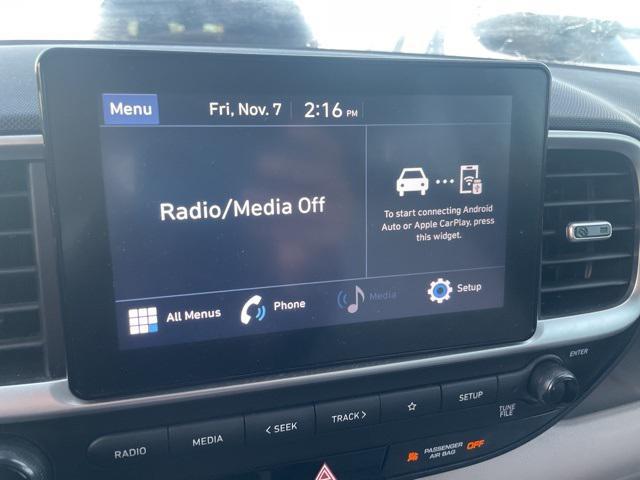 Menu
Fri, Nov. 7
2:16 PM
Radio/Media Off
To start connecting Android
Auto or Apple CarPlay, press
this widget.
All Menus
Phone
Media
Setup
ENTER
RADIO
MEDIA
< SEEK
TRACK >
SETUP
TUNE
FILE
PASSENGER
AIR BAG
OFF